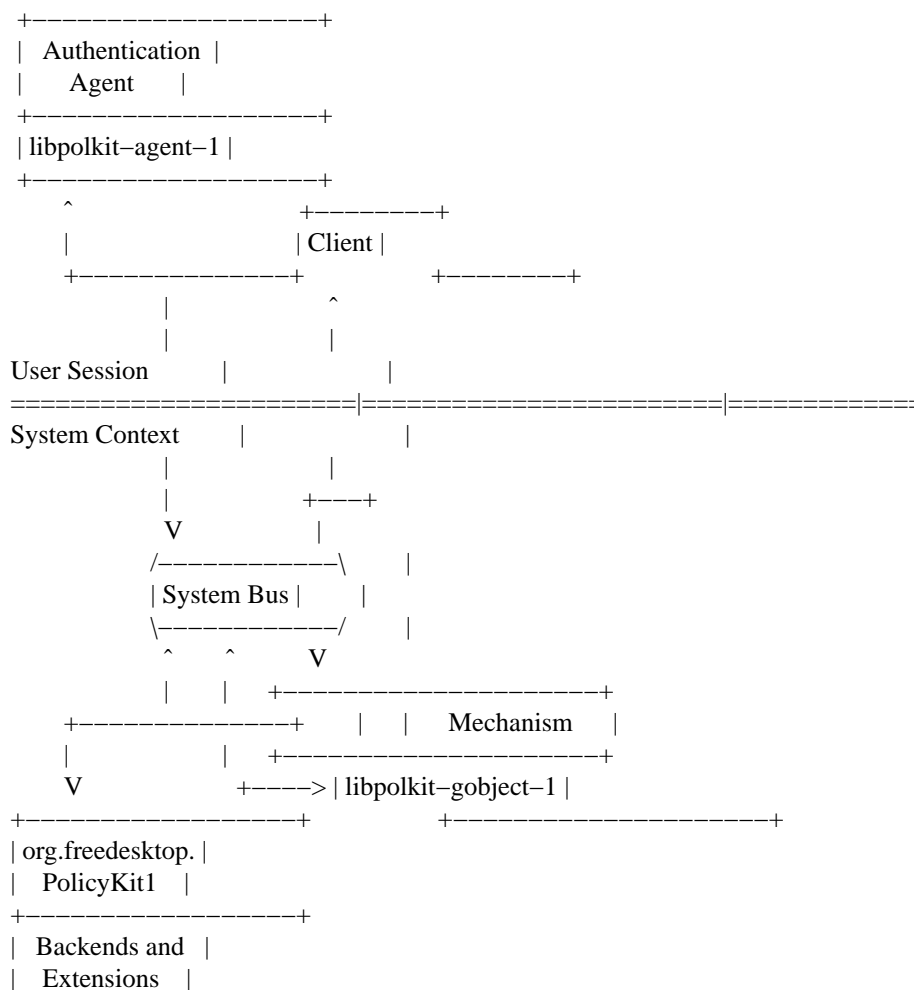 +−−−−−−−−−−−−−−−−−−−+
| Authentication |
| Agent |
+−−−−−−−−−−−−−−−−−−−+
| libpolkit−agent−1 |
+−−−−−−−−−−−−−−−−−−−+
^ +−−−−−−−−+
| | Client |
+−−−−−−−−−−−−−−+ +−−−−−−−−+
| ^
| |
User Session | |
=======================|========================|=============
System Context | |
| |
| +−−−+
V |
/−−−−−−−−−−−−\ |
| System Bus | |
\−−−−−−−−−−−−/ |
^ ^ V
| | +−−−−−−−−−−−−−−−−−−−−−+
+−−−−−−−−−−−−−−+ | | Mechanism |
| | +−−−−−−−−−−−−−−−−−−−−−+
V +−−−−> | libpolkit−gobject−1 |
+−−−−−−−−−−−−−−−−−−+ +−−−−−−−−−−−−−−−−−−−−−+
| org.freedesktop. |
| PolicyKit1 |
+−−−−−−−−−−−−−−−−−−+
| Backends and |
| Extensions |